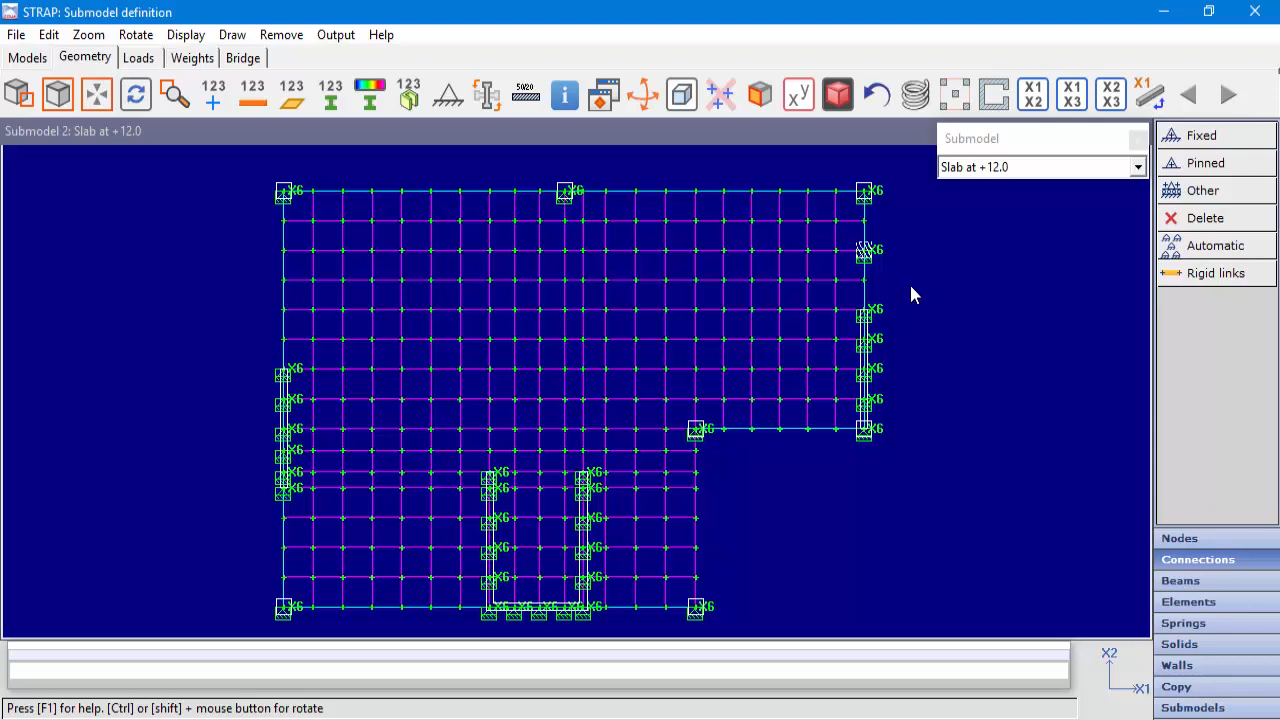 STRAP: Submodel definition
File Edit Zoom Rotate Display Draw Remove Output Help
Models Geometry Loads Weights Bridge
123 123 123 123 123 50/20 i x y X1 X2 X1 X3 X2 X3 X1
Submodel 2: Slab at +12.0
Submodel
Slab at +12.0
Fixed
Pinned
Other
Delete
Automatic
Rigid links
X6 X6 X6
X6
X6
X6
X6 X6
X6
X6 X6
X6
X6 X6 X6
X6 X6 X6
X6 X6
X6 X6
X6 X6
X6 X6 X6 X6 X6 X6 X6
Nodes
Connections
Beams
Elements
Springs
Solids
Walls
Copy
Submodels
X2
X1
Press [F1] for help. [Ctrl] or [shift] + mouse button for rotate